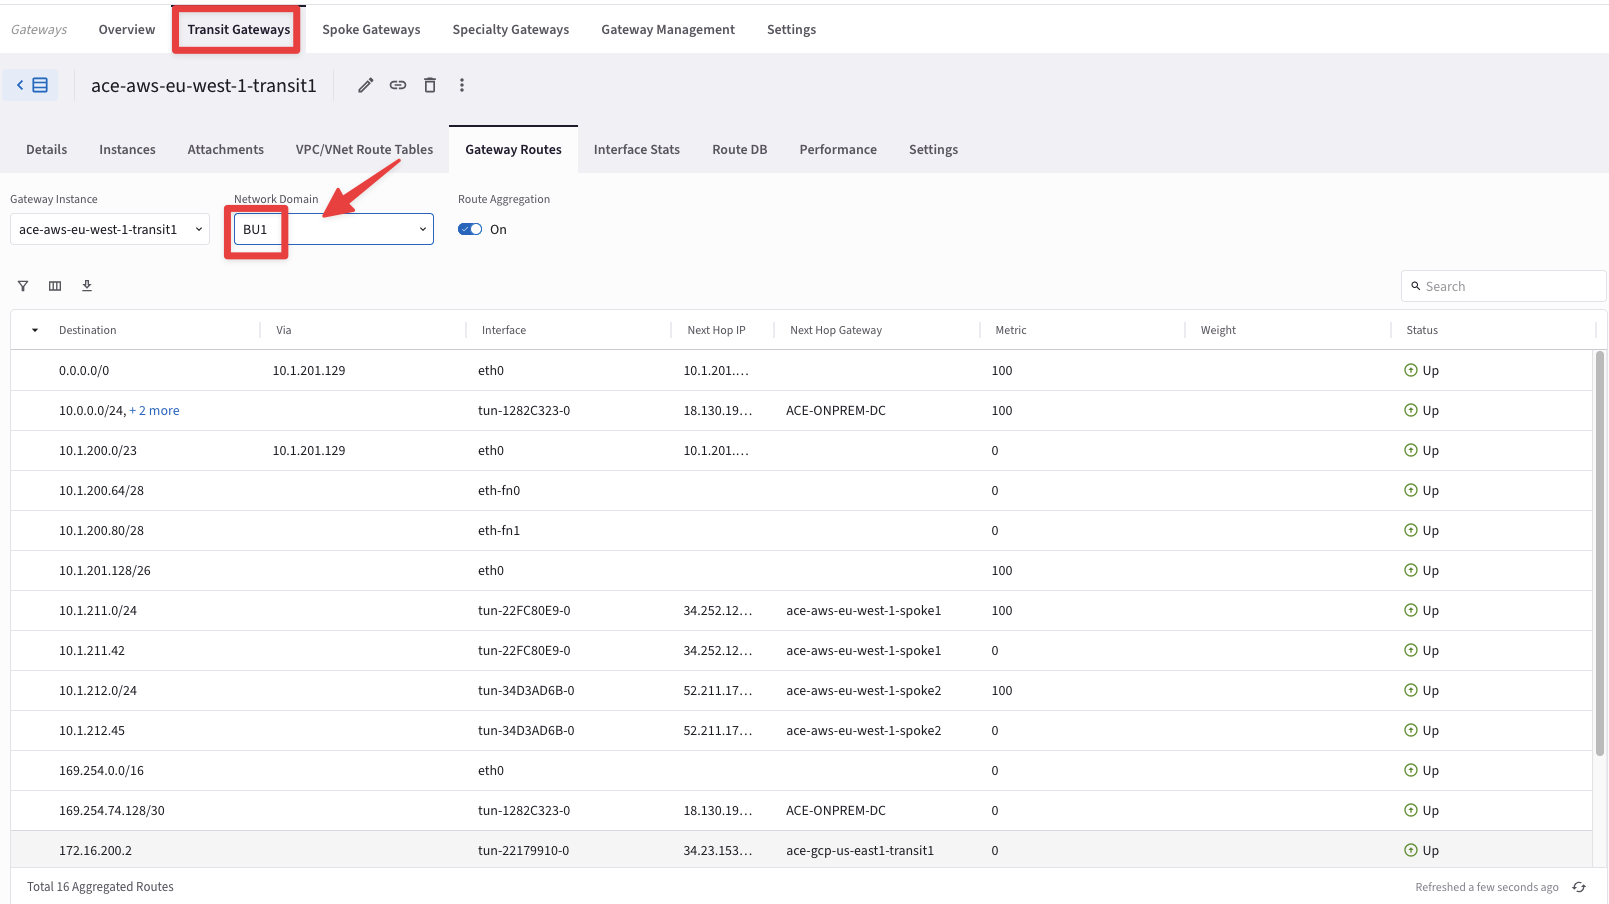 Gateways Overview Transit Gateways Spoke Gateways Specialty Gateways Gateway Management Settings
ace-aws-eu-west-1-transit1
Details Instances Attachments VPC/VNet Route Tables Gateway Routes Interface Stats Route DB Performance Settings
Gateway Instance Network Domain Route Aggregation
ace-aws-eu-west-1-transit1 BU1 On
Search
Destination Via Interface Next Hop IP Next Hop Gateway Metric Weight Status
0.0.0.0/0 10.1.201.129 eth0 10.1.201.... 100 Up
10.0.0.0/24, + 2 more tun-1282C323-0 18.130.19... ACE-ONPREM-DC 100 Up
10.1.200.0/23 10.1.201.129 eth0 10.1.201.... 0 Up
10.1.200.64/28 eth-fn0 0 Up
10.1.200.80/28 eth-fn1 0 Up
10.1.201.128/26 eth0 100 Up
10.1.211.0/24 tun-22FC80E9-0 34.252.12... ace-aws-eu-west-1-spoke1 100 Up
10.1.211.42 tun-22FC80E9-0 34.252.12... ace-aws-eu-west-1-spoke1 0 Up
10.1.212.0/24 tun-34D3AD6B-0 52.211.17... ace-aws-eu-west-1-spoke2 100 Up
10.1.212.45 tun-34D3AD6B-0 52.211.17... ace-aws-eu-west-1-spoke2 0 Up
169.254.0.0/16 eth0 0 Up
169.254.74.128/30 tun-1282C323-0 18.130.19... ACE-ONPREM-DC 0 Up
172.16.200.2 tun-22179910-0 34.23.153... ace-gcp-us-east1-transit1 0 Up
Total 16 Aggregated Routes Refreshed a few seconds ago